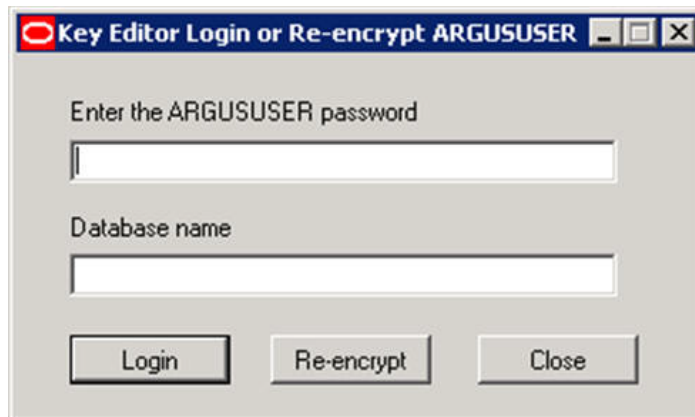 Key Editor Login or Re-encrypt ARGUSUSER
Enter the ARGUSUSER password
Database name
Login Re-encrypt Close